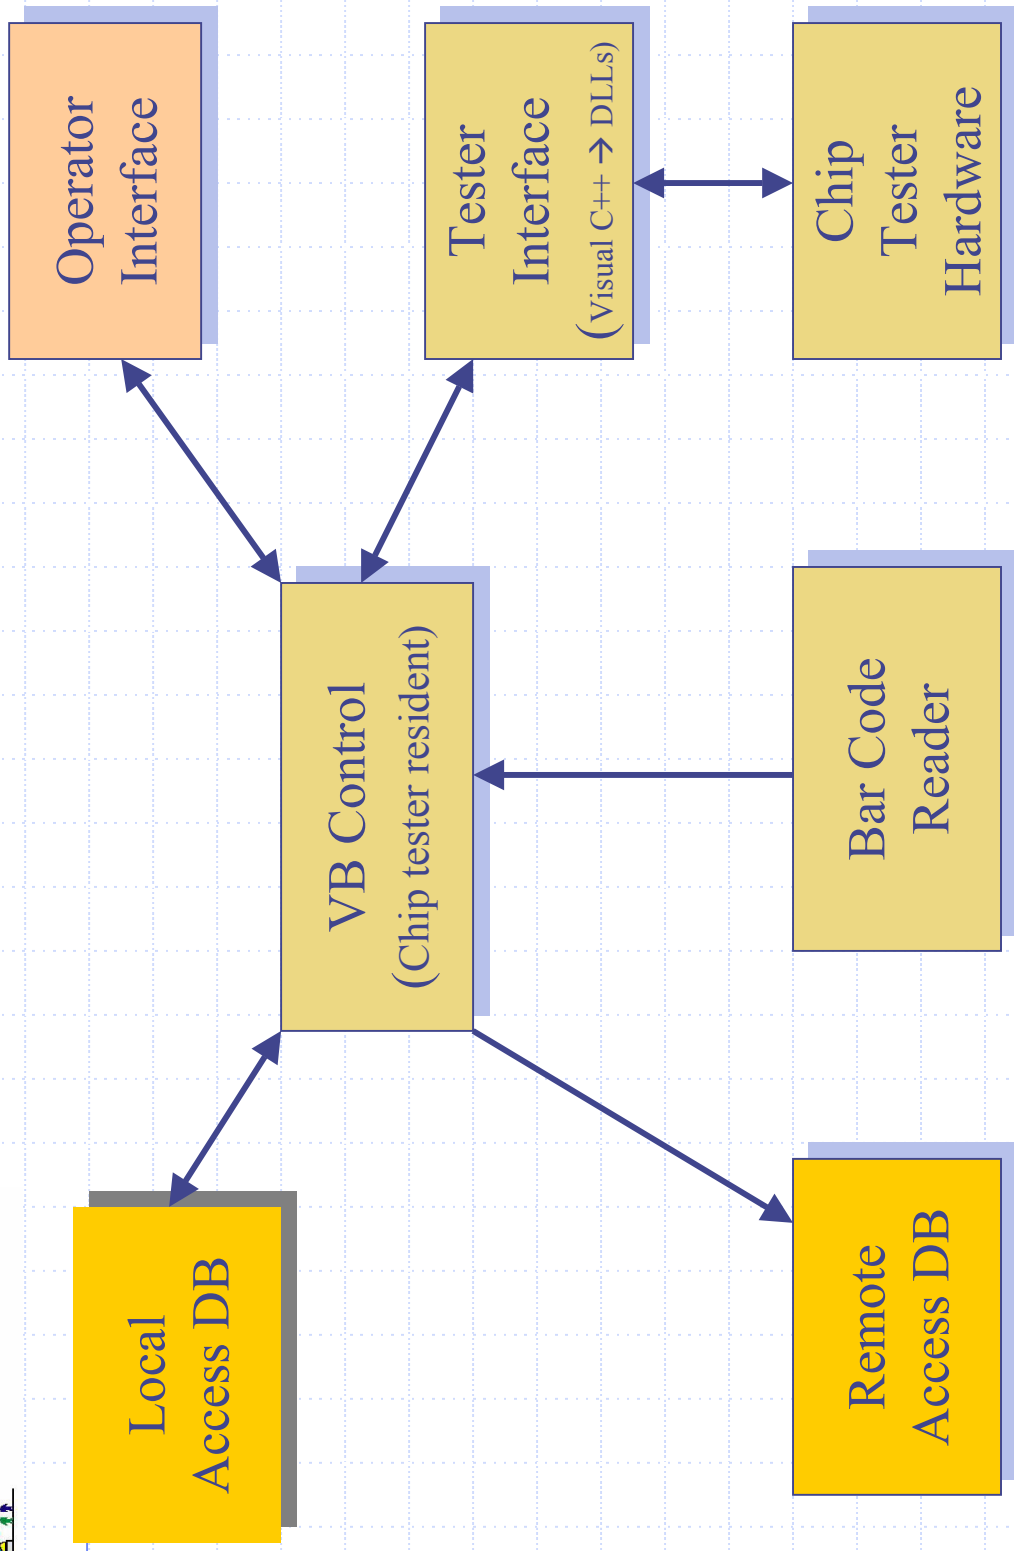 Local
Access DB
Operator
Interface
VB Control
(Chip tester resident)
Tester
Interface
(Visual C++ → DLLs)
Remote
Access DB
Bar Code
Reader
Chip
Tester
Hardware